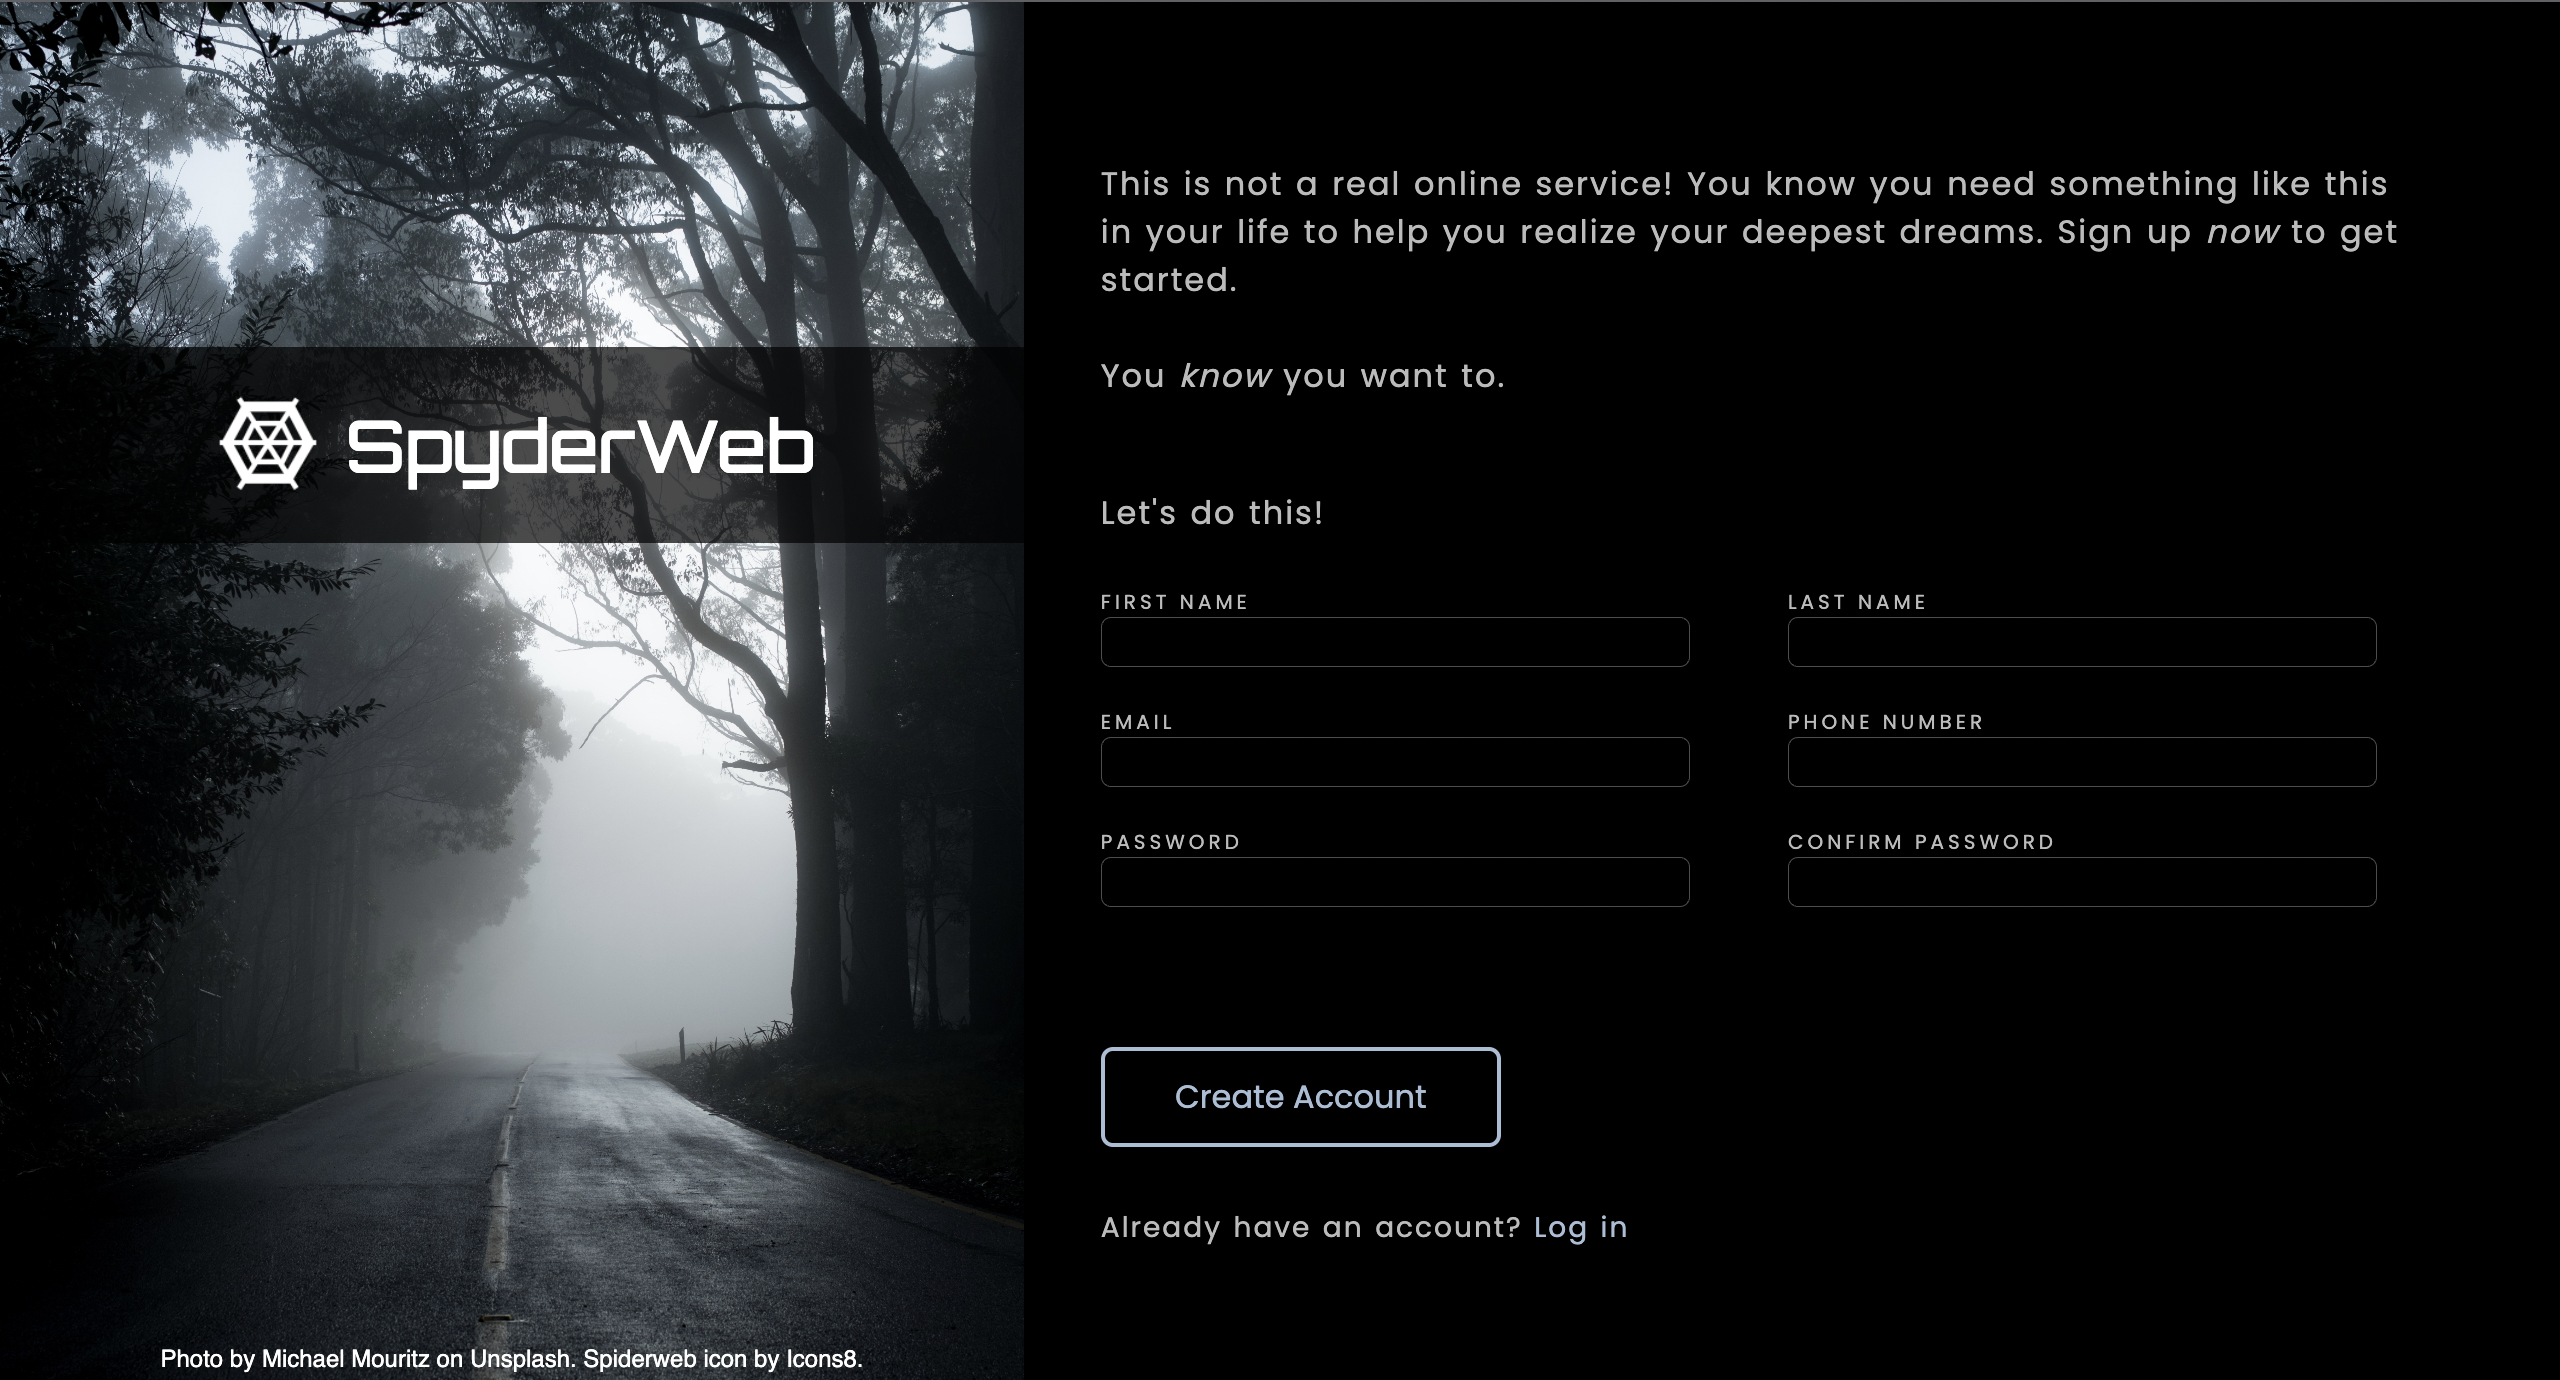 SpyderWeb
Photo by Michael Mouritz on Unsplash. Spiderweb icon by Icons8.
This is not a real online service! You know you need something like this
in your life to help you realize your deepest dreams. Sign up now to get
started.
You know you want to.
Let's do this!
FIRST NAME
LAST NAME
EMAIL
PHONE NUMBER
PASSWORD
CONFIRM PASSWORD
Create Account
Already have an account? Log in